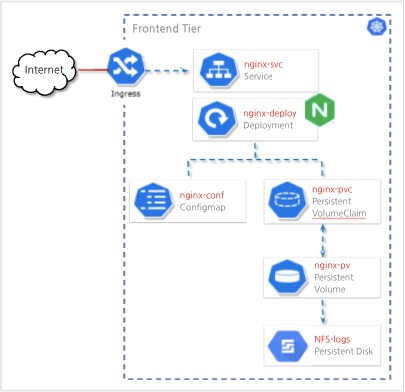 Frontend Tier
Internet
Ingress
nginx-svc
Service
nginx-deploy
Deployment
N
nginx-conf
Configmap
nginx-pvc
Persistent
VolumeClaim
nginx-pv
Persistent
Volume
NFS-logs
Persistent Disk